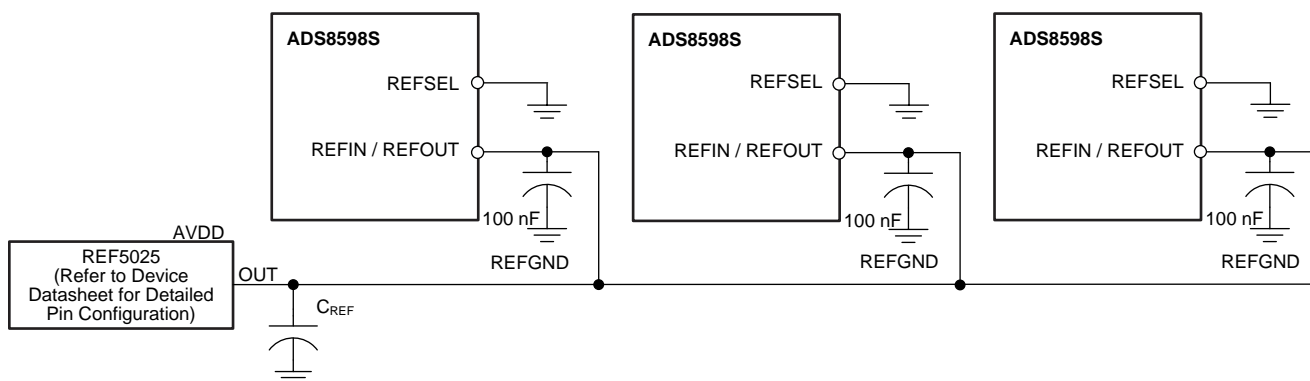 ADS8598S
REFSEL
REFIN / REFOUT
100 nF
REFGND
ADS8598S
REFSEL
REFIN / REFOUT
100 nF
REFGND
ADS8598S
REFSEL
REFIN / REFOUT
100 nF
REFGND
AVDD
REF5025
(Refer to Device
Datasheet for Detailed
Pin Configuration)
OUT
CREF